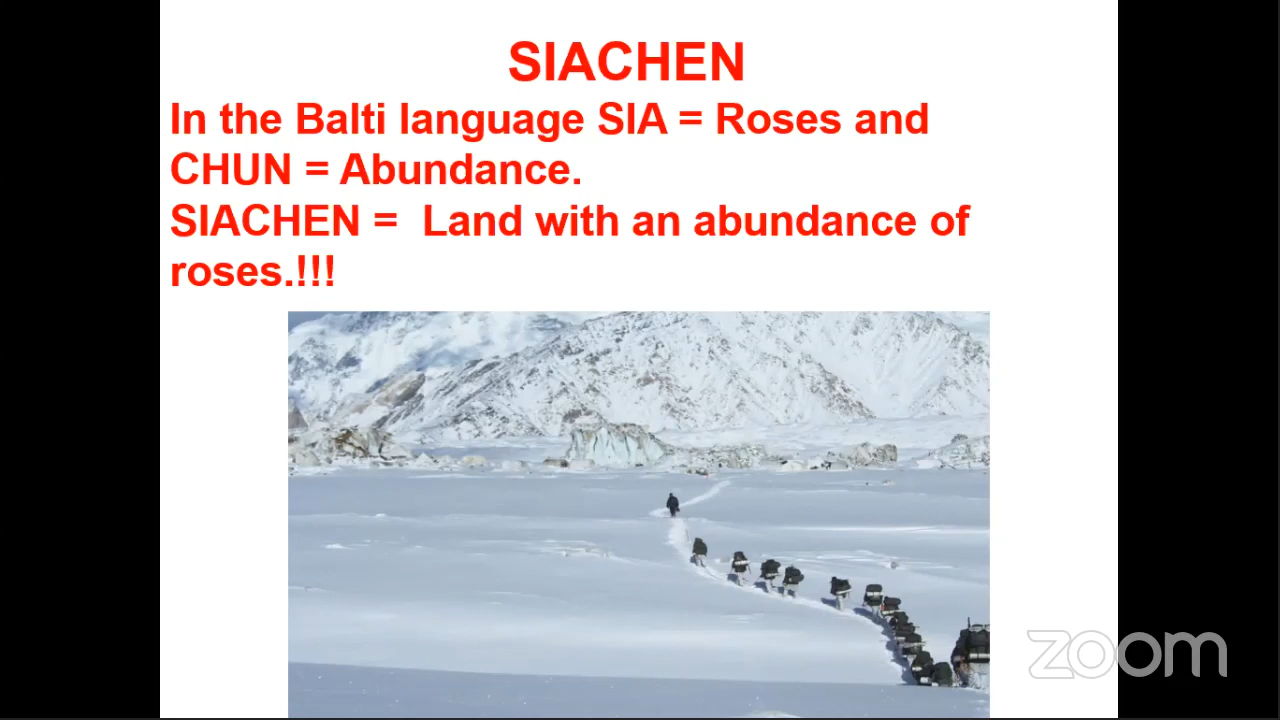 SIACHEN
In the Balti language SIA = Roses and
CHUN = Abundance.
SIACHEN =  Land with an abundance of
roses.!!!
zoom